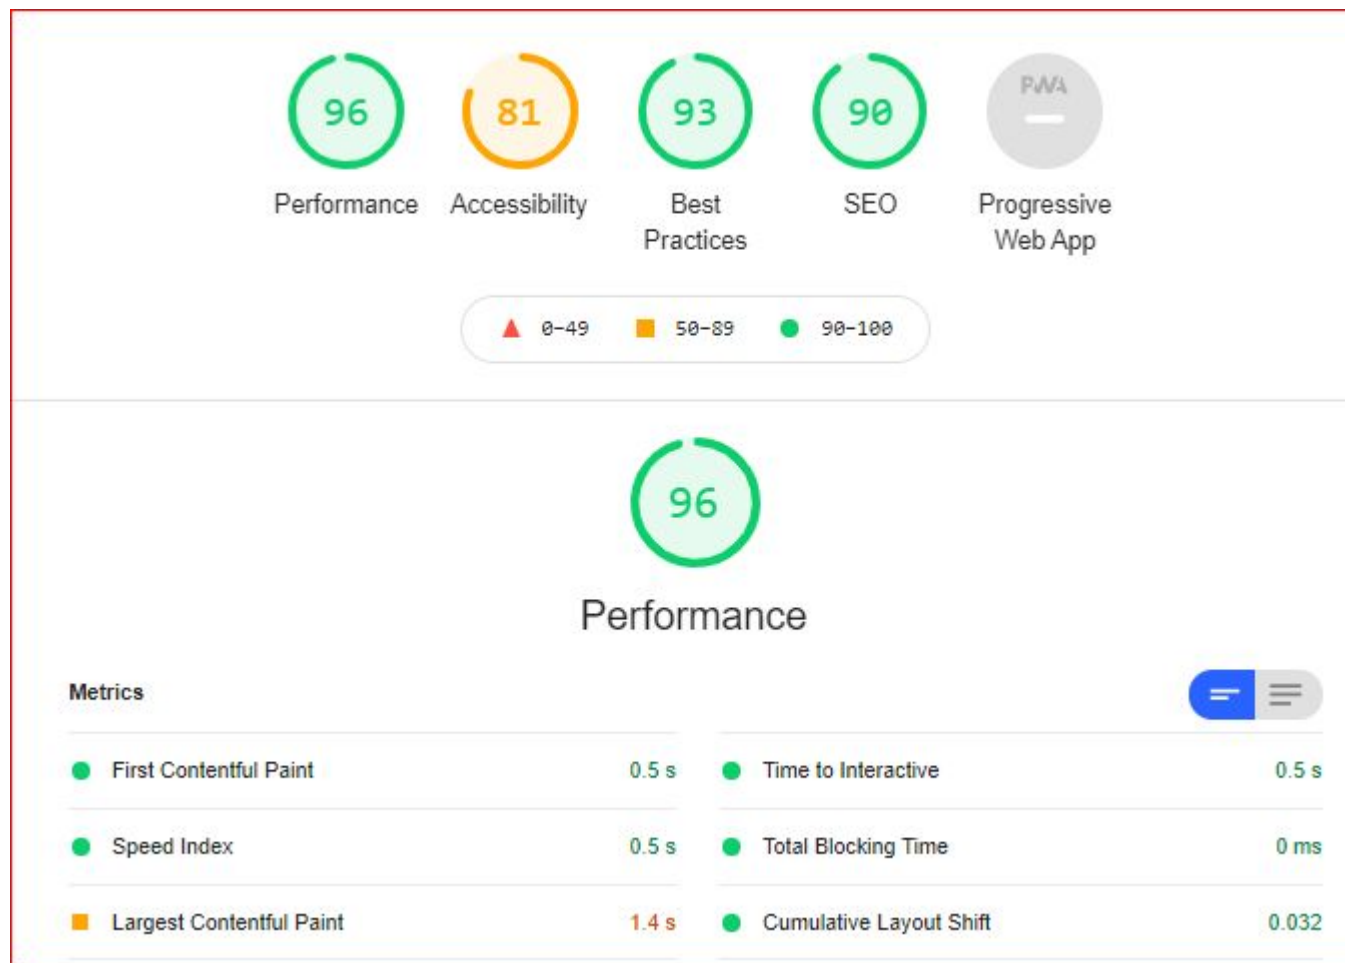 96 81 93 90 PWA
Performance Accessibility Best Practices SEO Progressive Web App
0–49 50–89 90–100
96
Performance
Metrics
First Contentful Paint 0.5 s Time to Interactive 0.5 s
Speed Index 0.5 s Total Blocking Time 0 ms
Largest Contentful Paint 1.4 s Cumulative Layout Shift 0.032